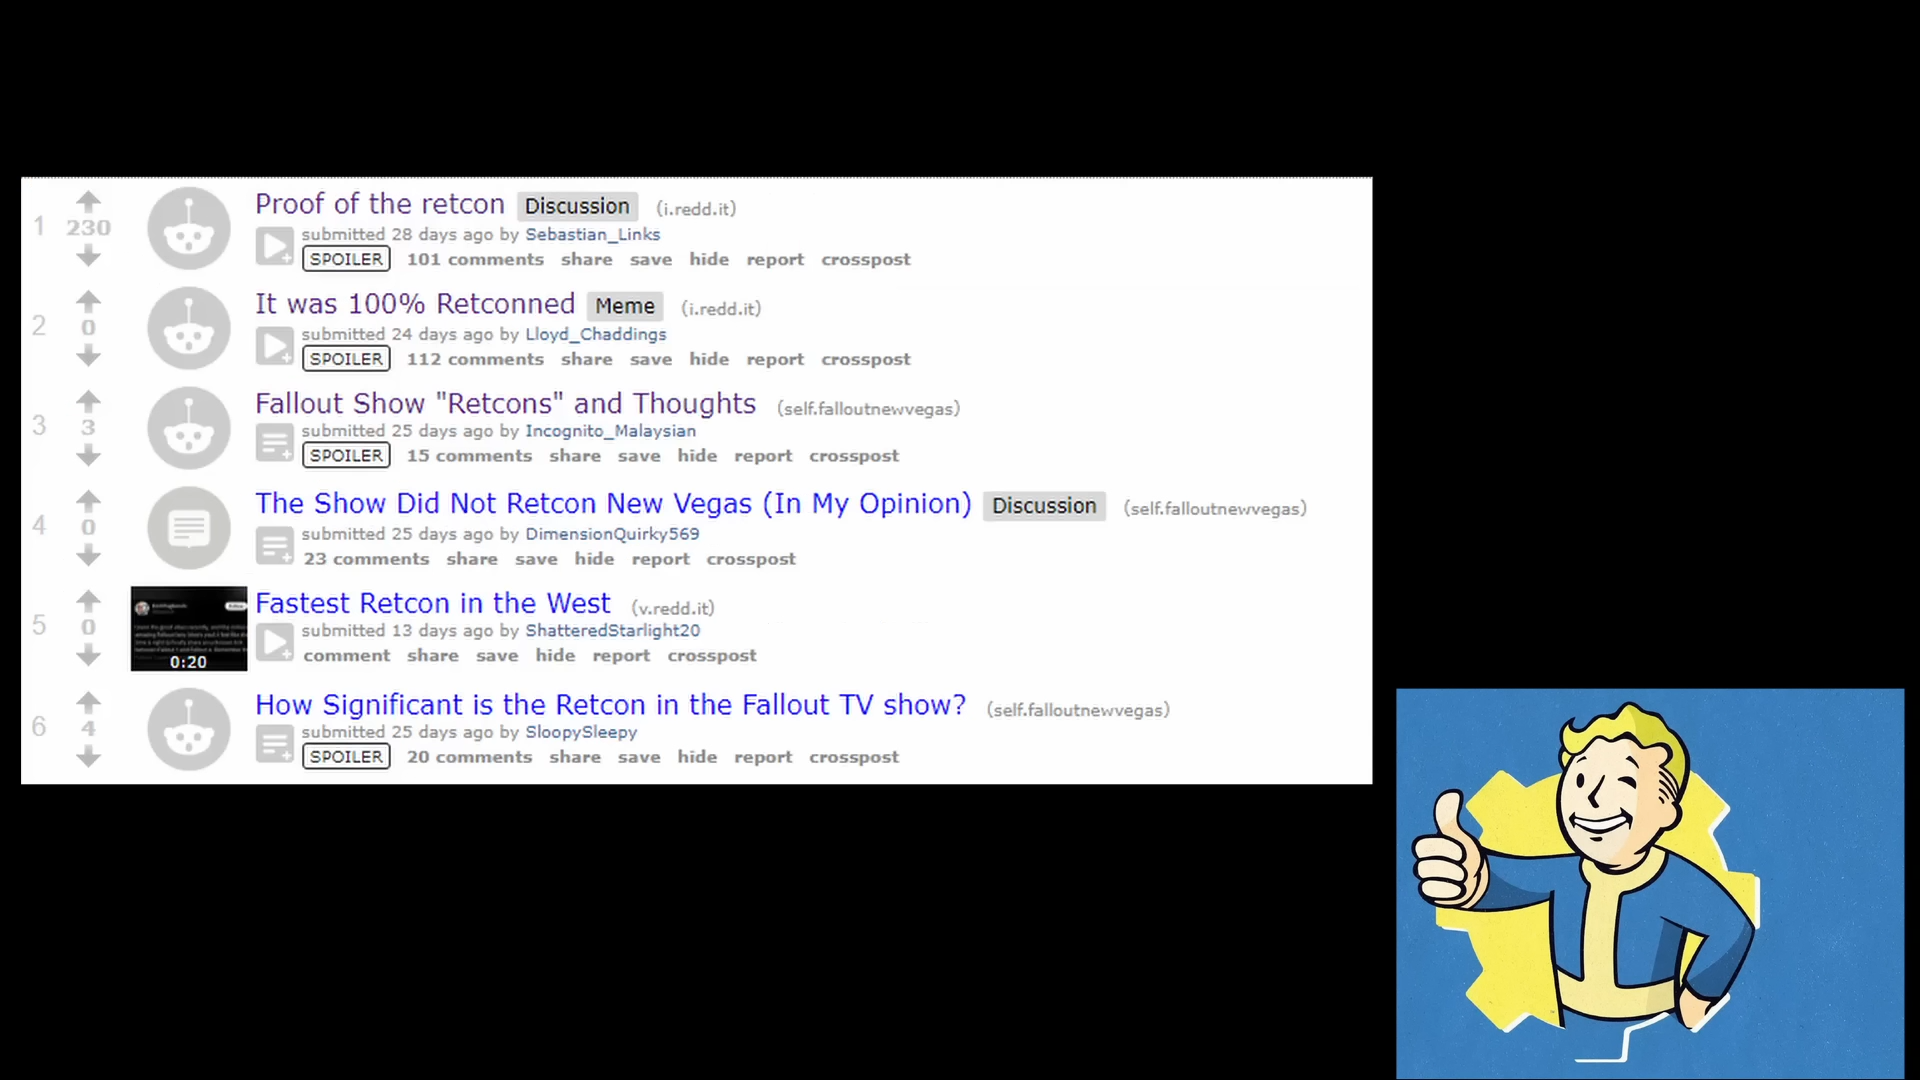 1
230
Proof of the retcon Discussion (i.redd.it)
submitted 28 days ago by Sebastian_Links
SPOILER 101 comments share save hide report crosspost
2
0
It was 100% Retconned Meme (i.redd.it)
submitted 24 days ago by Lloyd_Chaddings
SPOILER 112 comments share save hide report crosspost
3
3
Fallout Show "Retcons" and Thoughts (self.falloutnewvegas)
submitted 25 days ago by Incognito_Malaysian
SPOILER 15 comments share save hide report crosspost
4
0
The Show Did Not Retcon New Vegas (In My Opinion) Discussion (self.falloutnewvegas)
submitted 25 days ago by DimensionQuirky569
23 comments share save hide report crosspost
5
0
0:20
Fastest Retcon in the West (v.redd.it)
submitted 13 days ago by ShatteredStarlight20
comment share save hide report crosspost
6
4
How Significant is the Retcon in the Fallout TV show? (self.falloutnewvegas)
submitted 25 days ago by SloopySleepy
SPOILER 20 comments share save hide report crosspost